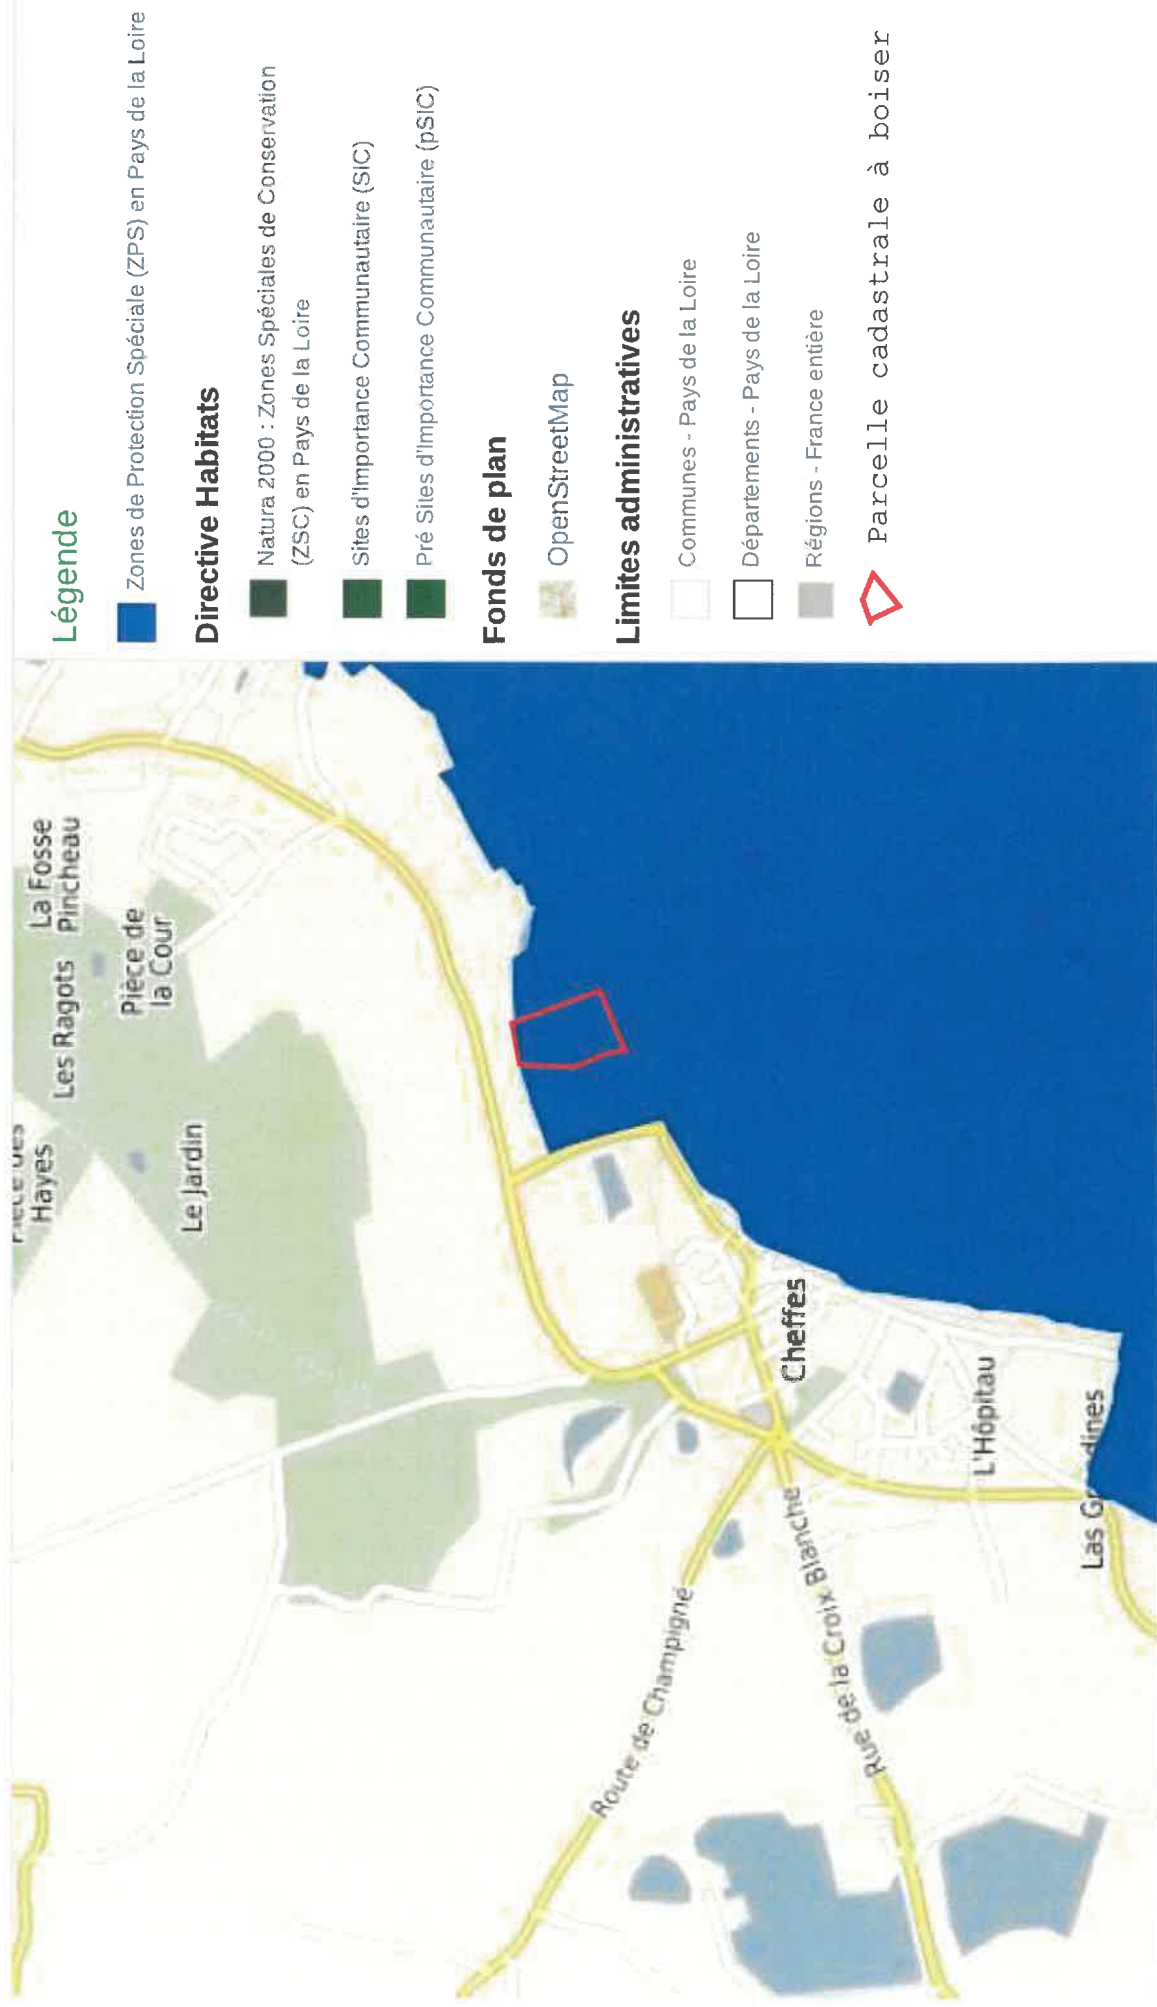 Légende
Zones de Protection Spéciale (ZPS) en Pays de la Loire
Directive Habitats
Natura 2000 : Zones Spéciales de Conservation
(ZSC) en Pays de la Loire
Sites d'Importance Communautaire (SIC)
Pré Sites d'Importance Communautaire (pSIC)
Fonds de plan
OpenStreetMap
Limites administratives
Communes - Pays de la Loire
Départements - Pays de la Loire
Régions - France entière
Parcelle cadastrale à boiser
Hayes
Les Ragots
La Fosse
Pincheau
Pièce de
la Cour
Le Jardin
Cheffes
L'Hôpitau
Route de Champigné
Rue de la Croix Blanche